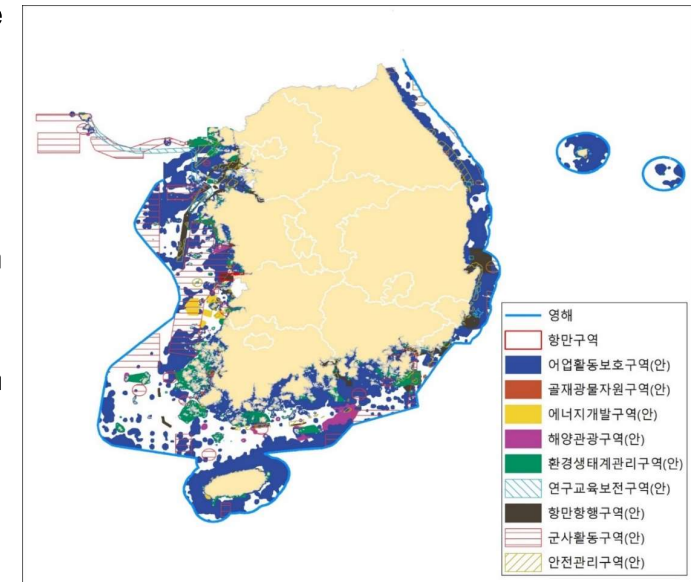 e
영해
항만구역
어업활동보호구역(안)
골재광물자원구역(안)
에너지개발구역(안)
해양관광구역(안)
환경생태계관리구역(안)
연구교육보전구역(안)
항만항행구역(안)
군사활동구역(안)
안전관리구역(안)